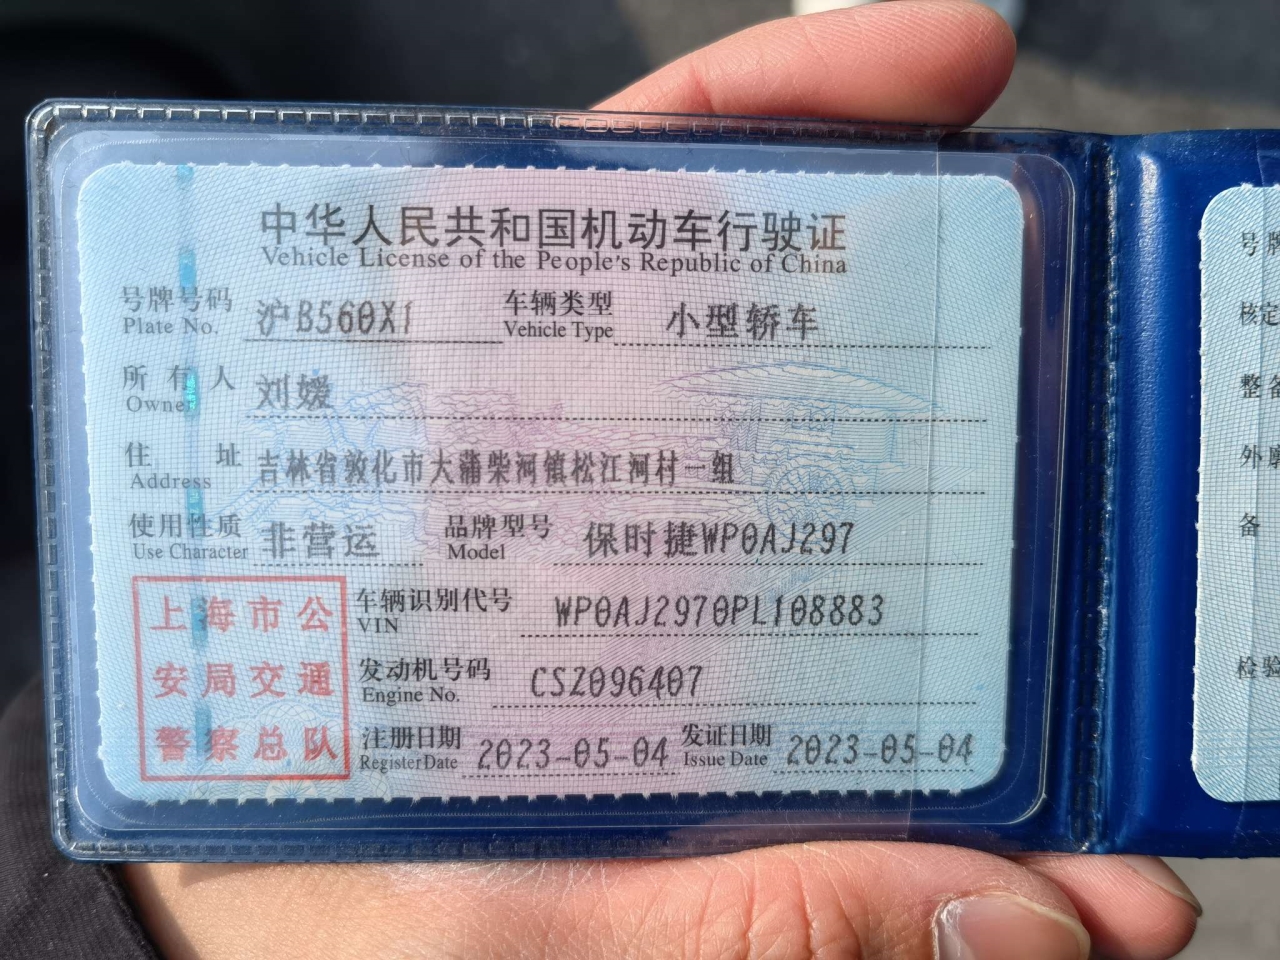 中华人民共和国机动车行驶证
Vehicle License of the People's Republic of China
号牌号码 沪B560X1 车辆类型 小型轿车
Plate No. Vehicle Type
所有人 刘媛
Owner
住址 吉林省敦化市大蒲柴河镇松江河村一组
Address
使用性质 非营运 品牌型号 保时捷WP0AJ297
Use Character Model
上海市公
安局交通
警察总队
车辆识别代号 WP0AJ2970PL108883
VIN
发动机号码 CSZ096407
Engine No.
注册日期 2023-05-04 发证日期 2023-05-04
Register Date Issue Date
号牌
核定
整备
外廓
备
检验